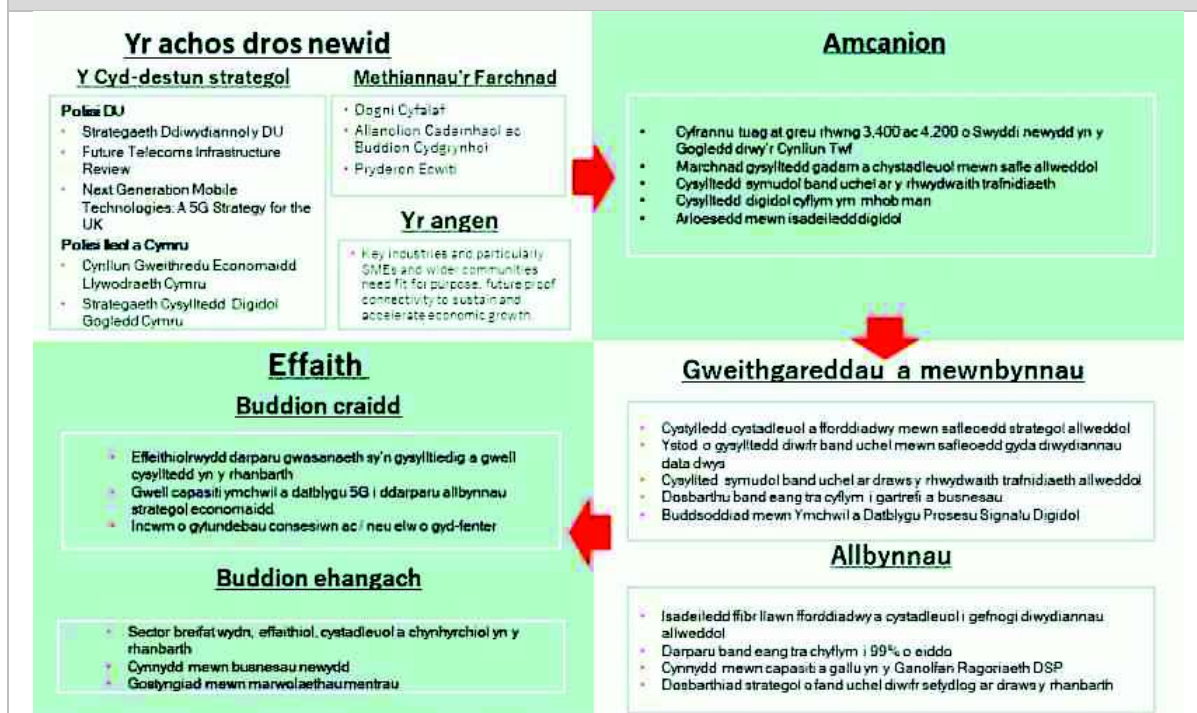 Yr achos dros newid
Y Cyd-destun strategol
Polisi DU
Strategaeth Ddiwydiannoly DU
Future Telecoms Infrastructure
Review
Next Generation Mobile
Technologies: A 5G Strategy for the
UK
Polisi lleol a Cymru
Cynllun Gweithredu Economaidd
Llywodraeth Cymru
Strategaeth Cysylltedd Digidol
Gogledd Cymru
Methiannau'r Farchnad
Dogni Cyfalaf
Allanolion Cadarnhaol ac
Buddion Cydgrynhoi
Pryderon Ecwiti
Yr angen
Key industries and particularly
SMEs and wider communities
need fit for purpose, future proof
connectivity to sustain and
accelerate economic growth.
Amcanion
Cyfrannu tuag at greu rhwng 3,400 ac 4,200 o Swyddi newydd yn y
Gogledd drwy'r Cynllun Twf
Marchnad gysylltedd gadarn a chystadleuol mewn safle allweddol
Cysylltedd symudol band uchel ar y rhwydwaith trafnidiaeth
Cysylltedd digidol cyflym ym mhob man
Arloesedd mewn isadeiledd digidol
Gweithgareddau a mewnbynnau
Cystylledd cystadleuol a fforddiadwy mewn safleoedd strategol allweddol
Ystod o gysylltedd diwifr band uchel mewn safleoedd gyda diwydiannau
data dwys
Cysyllted symudol band uchel ar draws y rhwydwaith trafnidiaeth allweddol
Dosbarthu band eang tra cyflym i gartrefi a busnesau
Buddsoddiad mewn Ymchwil a Datblygu Prosesu Signalu Digidol
Allbynnau
Isadeiledd ffibr llawn fforddiadwy a cystadleuol i gefnogi diwydiannau
allweddol
Darparu band eang tra chyflym i 99% o eiddo
Cynnydd mewn capasiti a gallu yn y Ganolfan Ragoriaeth DSP
Dosbarthiad strategol o fand uchel diwifr sefydlog ar draws y rhanbarth
Effaith
Buddion craidd
Effeithiolrwydd darparu gwasanaeth sy'n gysylltiedig a gwell
cysylltedd yn y rhanbarth
Gwell capasiti ymchwil a datblygu 5G i ddarparu allbynnau
strategol economaidd.
Incwm o gytundebau consesiwn ac / neu elw o gyd-fenter
Buddion ehangach
Sector breifat wydn, effeithiol, cystadleuol a chynhyrchiol yn y
rhanbarth
Cynnydd mewn busnesau newydd
Gostyngiad mewn marwolaethau mentrau